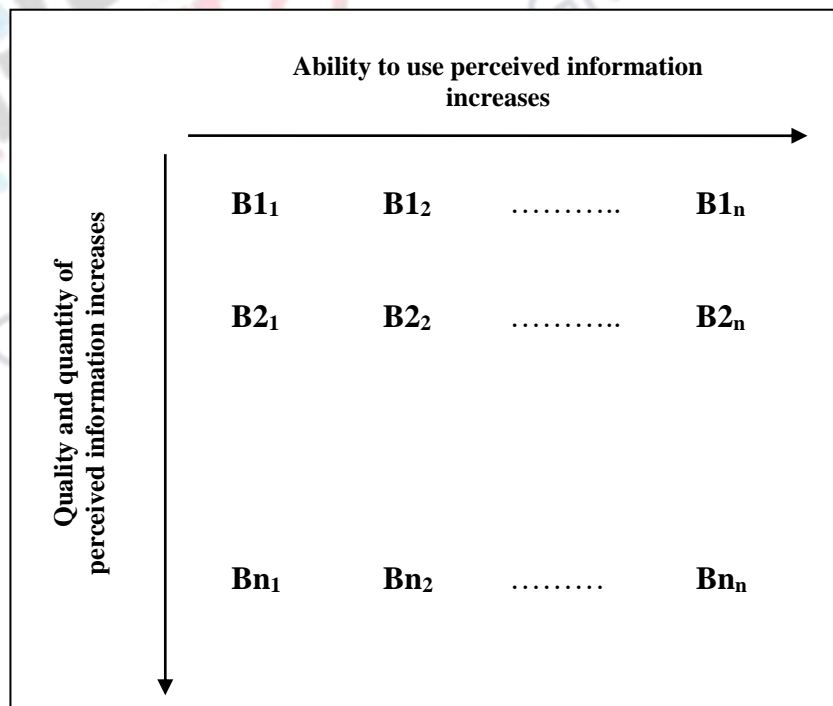 Ability to use perceived information
increases
Quality and quantity of
perceived information increases
B1₁ B1₂ ……….. B1ₙ
B2₁ B2₂ ……….. B2ₙ
Bn₁ Bn₂ ……… Bnₙ